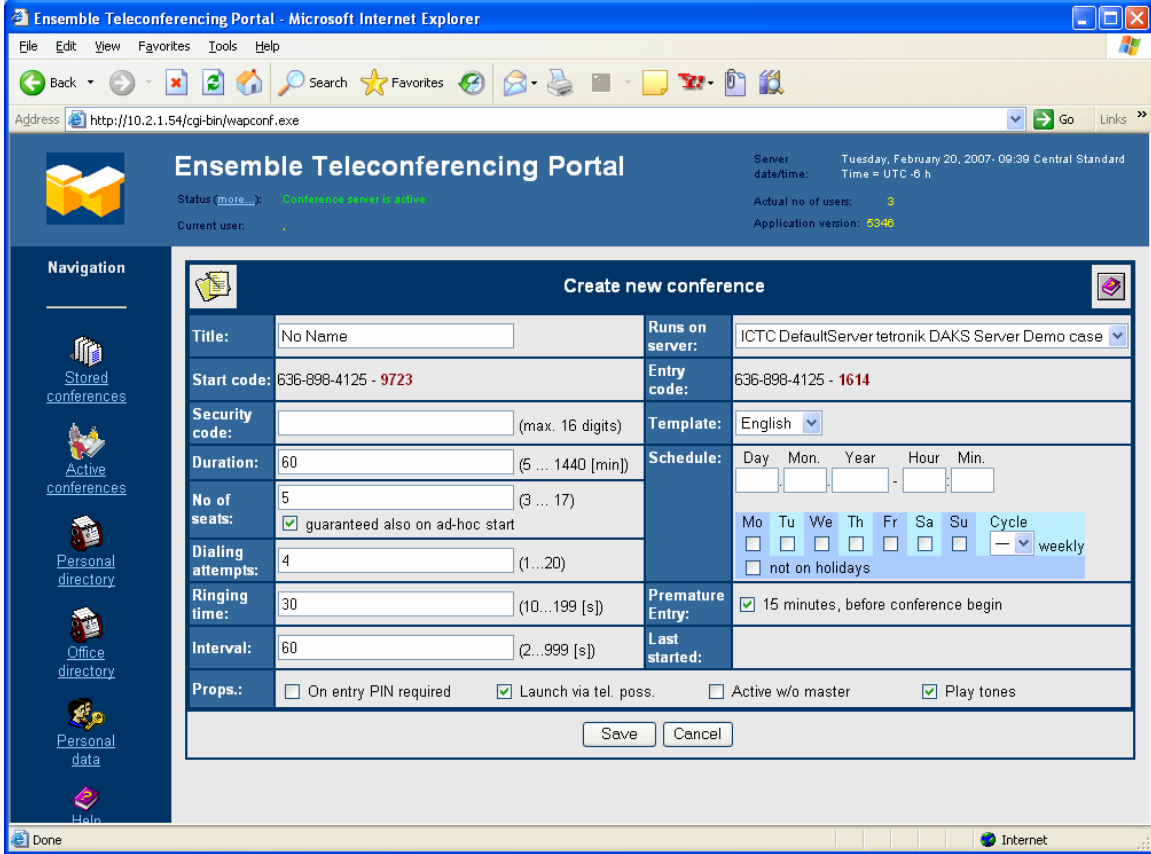 Ensemble Teleconferencing Portal - Microsoft Internet Explorer
File Edit View Favorites Tools Help
Back Search Favorites
Address http://10.2.1.54/cgi-bin/wapconf.exe Go Links »
Ensemble Teleconferencing Portal
Status (more...): Conference server is active
Current user: ,
Server date/time: Tuesday, February 20, 2007- 09:39 Central Standard
Time = UTC -6 h
Actual no of users: 3
Application version: 5346
Navigation
Stored
conferences
Active
conferences
Personal
directory
Office
directory
Personal
data
Help
Create new conference
Title: No Name
Runs on
server: ICTC DefaultServer tetronik DAKS Server Demo case
Start code: 636-898-4125 - 9723
Entry
code: 636-898-4125 - 1614
Security
code: (max. 16 digits)
Template: English
Duration: 60 (5 ... 1440 [min])
Schedule: Day Mon. Year Hour Min.
. . - :
No of
seats: 5 (3 ... 17)
guaranteed also on ad-hoc start
Mo Tu We Th Fr Sa Su Cycle
— weekly
not on holidays
Dialing
attempts: 4 (1...20)
Ringing
time: 30 (10...199 [s])
Premature
Entry: 15 minutes, before conference begin
Interval: 60 (2...999 [s])
Last
started:
Props.: On entry PIN required Launch via tel. poss. Active w/o master Play tones
Save Cancel
Done Internet